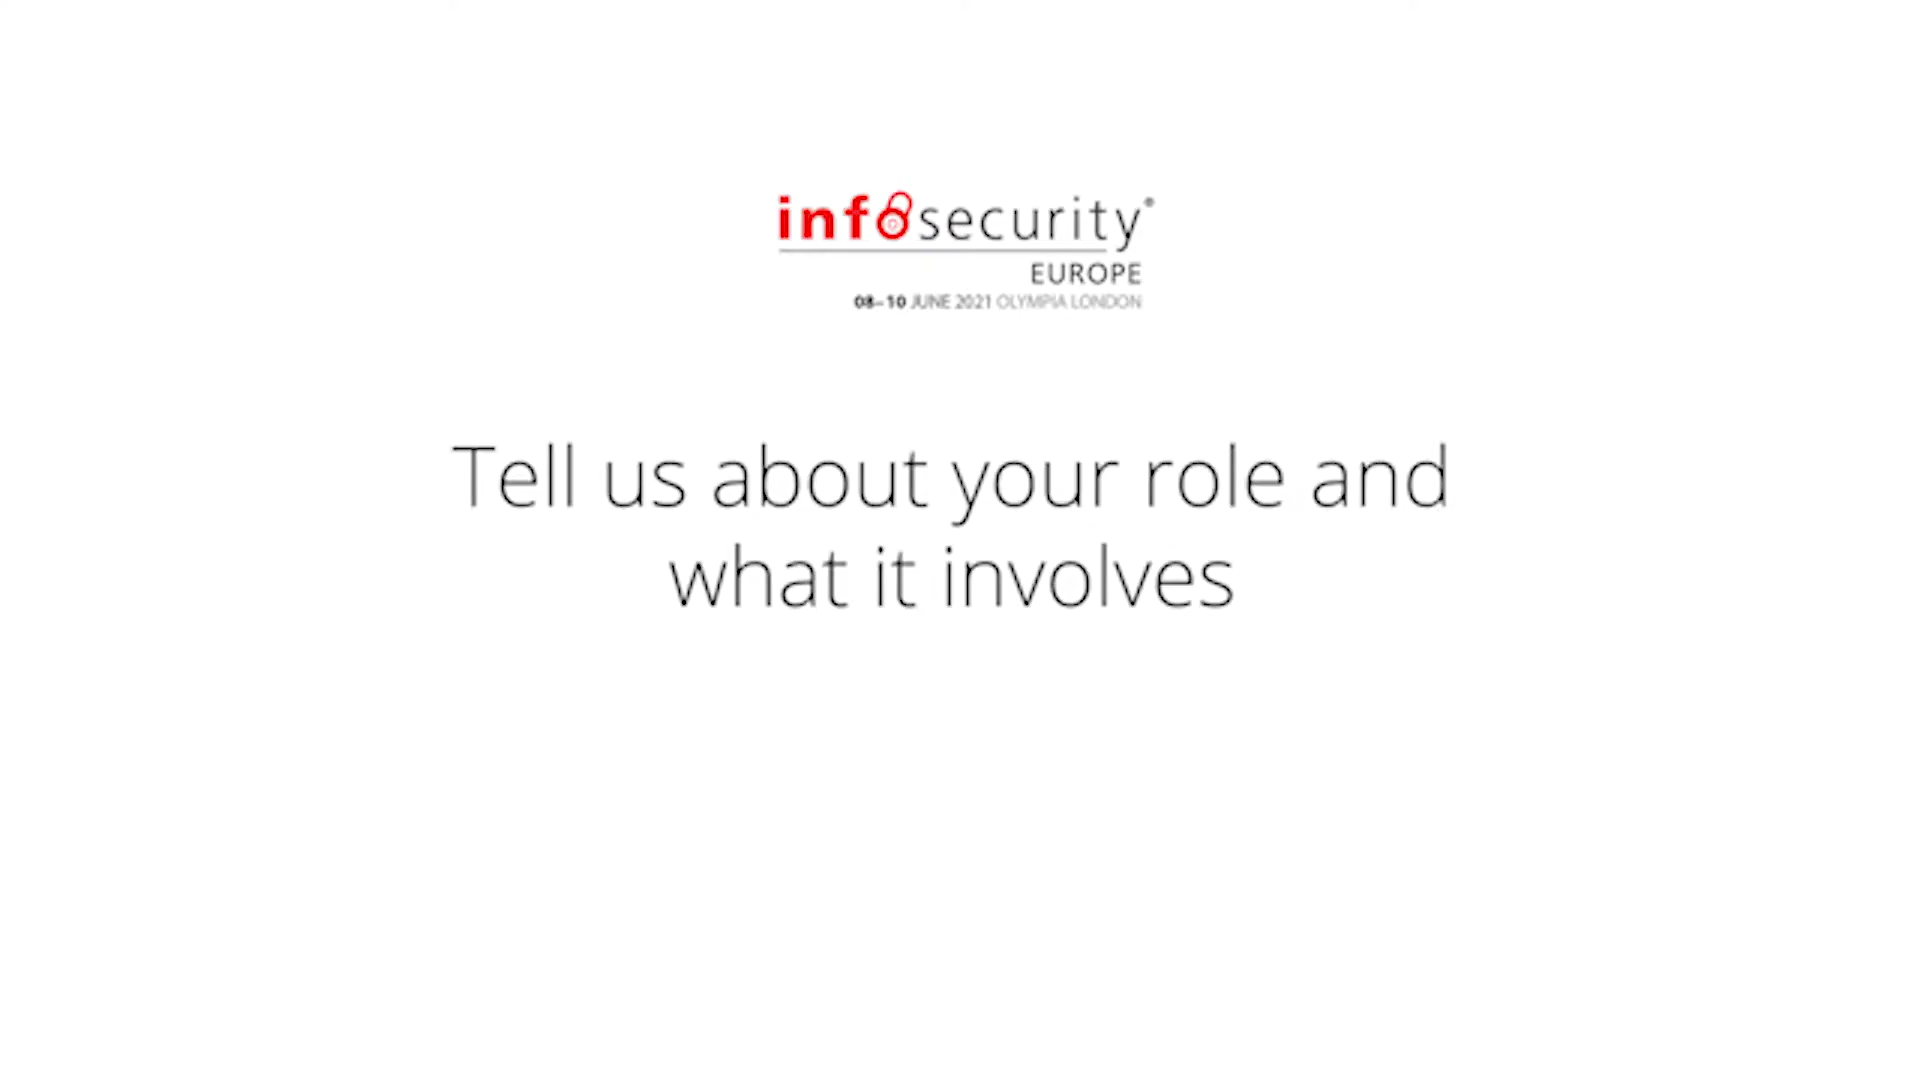 infosecurity®
EUROPE
08–10 JUNE 2021 OLYMPIA LONDON
Tell us about your role and
what it involves